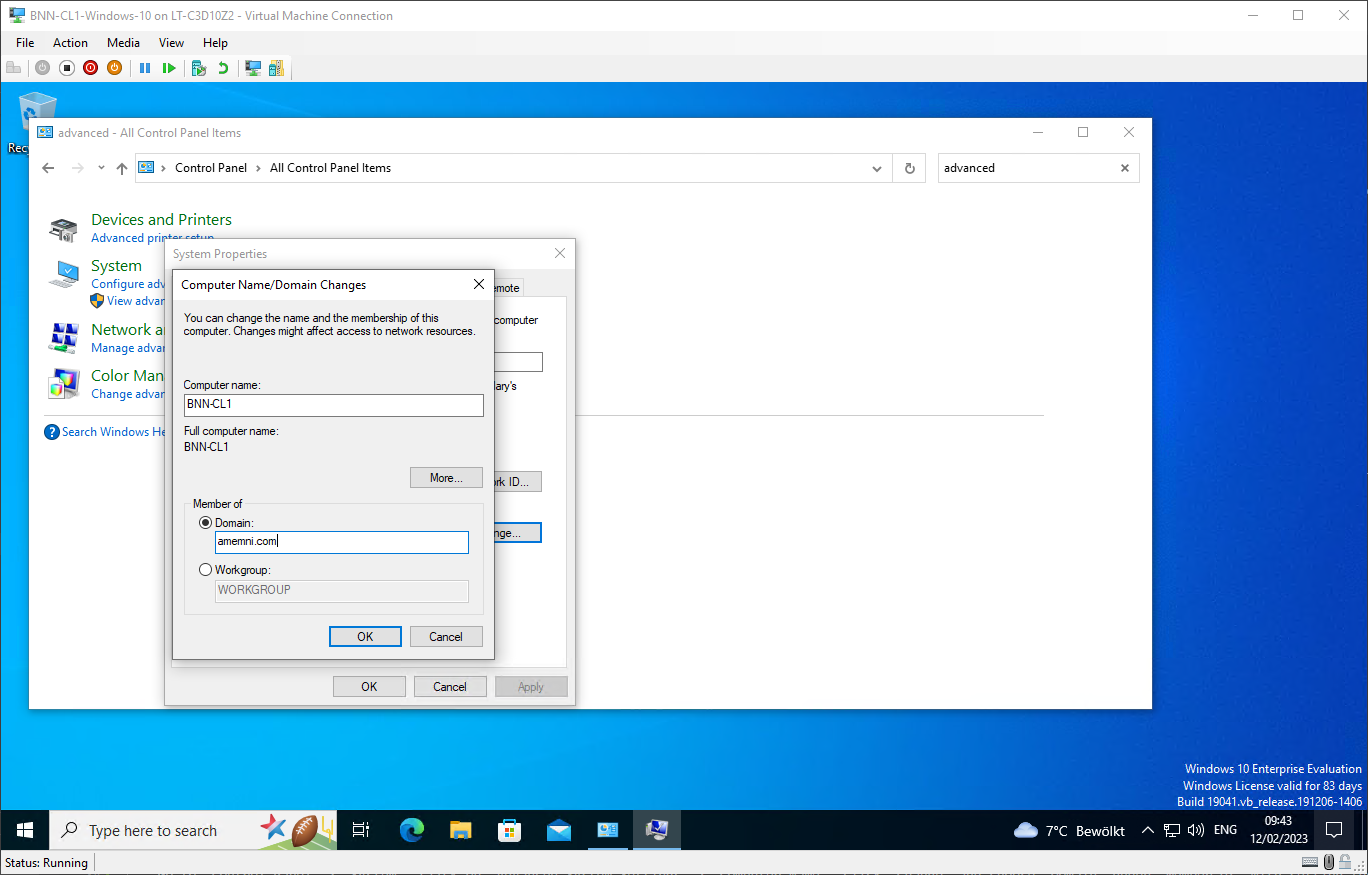 BNN-CL1-Windows-10 on LT-C3D10Z2 - Virtual Machine Connection
File Action Media View Help
advanced - All Control Panel Items
Control Panel > All Control Panel Items
advanced
Devices and Printers
Advanced printer setup
System Properties
System
Configure adv
View advan
Network a
Manage advan
Color Man
Change advan
Search Windows He
Computer Name/Domain Changes
emote
You can change the name and the membership of this
computer. Changes might affect access to network resources.
computer
Computer name:
BNN-CL1
ary's
Full computer name:
BNN-CL1
More...
rk ID...
Member of
Domain:
amemni.com
nge...
Workgroup:
WORKGROUP
OK Cancel
OK Cancel Apply
Windows 10 Enterprise Evaluation
Windows License valid for 83 days
Build 19041.vb_release.191206-1406
Type here to search
7°C Bewölkt
ENG
09:43
12/02/2023
Status: Running